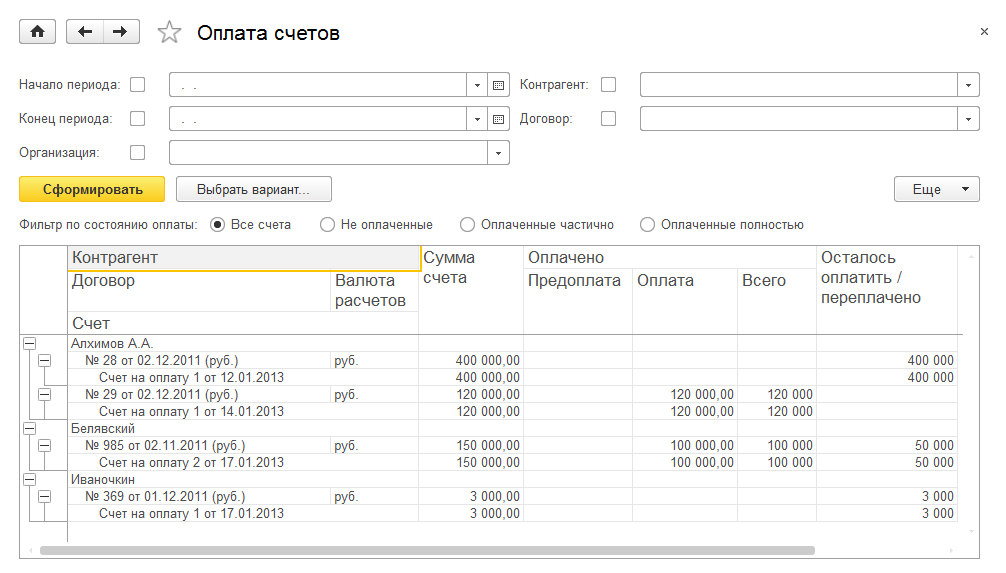 Оплата счетов
Начало периода: . . Контрагент:
Конец периода: . . Договор:
Организация:
Сформировать Выбрать вариант... Еще
Фильтр по состоянию оплаты: Все счета Не оплаченные Оплаченные частично Оплаченные полностью
Контрагент Сумма счета Оплачено Осталось оплатить / переплачено
Договор Валюта расчетов Предоплата Оплата Всего
Счет
Алхимов А.А.
№ 28 от 02.12.2011 (руб.) руб. 400 000,00 400 000
Счет на оплату 1 от 12.01.2013 400 000,00 400 000
№ 29 от 02.12.2011 (руб.) руб. 120 000,00 120 000,00 120 000
Счет на оплату 1 от 14.01.2013 120 000,00 120 000,00 120 000
Белявский
№ 985 от 02.11.2011 (руб.) руб. 150 000,00 100 000,00 100 000 50 000
Счет на оплату 2 от 17.01.2013 150 000,00 100 000,00 100 000 50 000
Иваночкин
№ 369 от 01.12.2011 (руб.) руб. 3 000,00 3 000
Счет на оплату 1 от 17.01.2013 3 000,00 3 000